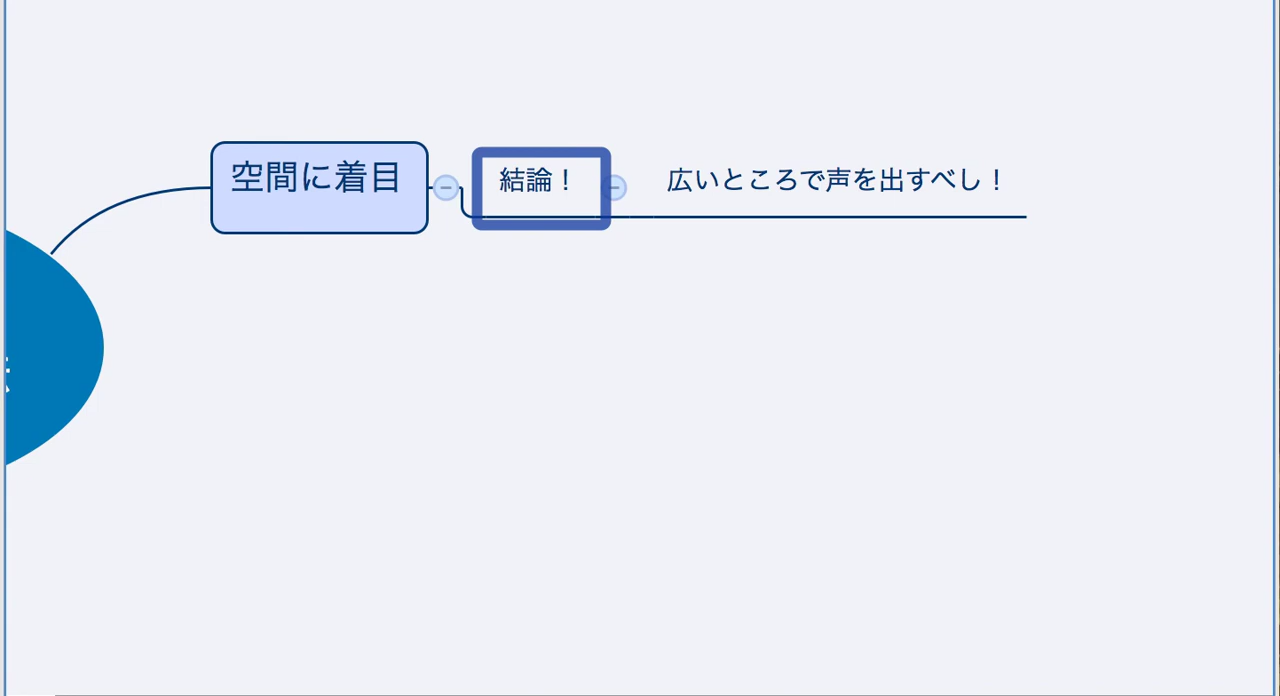 空間に着目
結論！
広いところで声を出すべし！